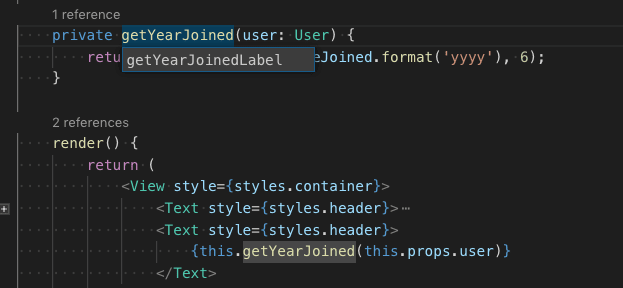 1 reference
private getYearJoined(user: User) {
retu getYearJoinedLabel eJoined.format('yyyy'), 6);
}
2 references
render() {
return (
<View style={styles.container}>
<Text style={styles.header}>…
<Text style={styles.header}>
{this.getYearJoined(this.props.user)}
</Text>